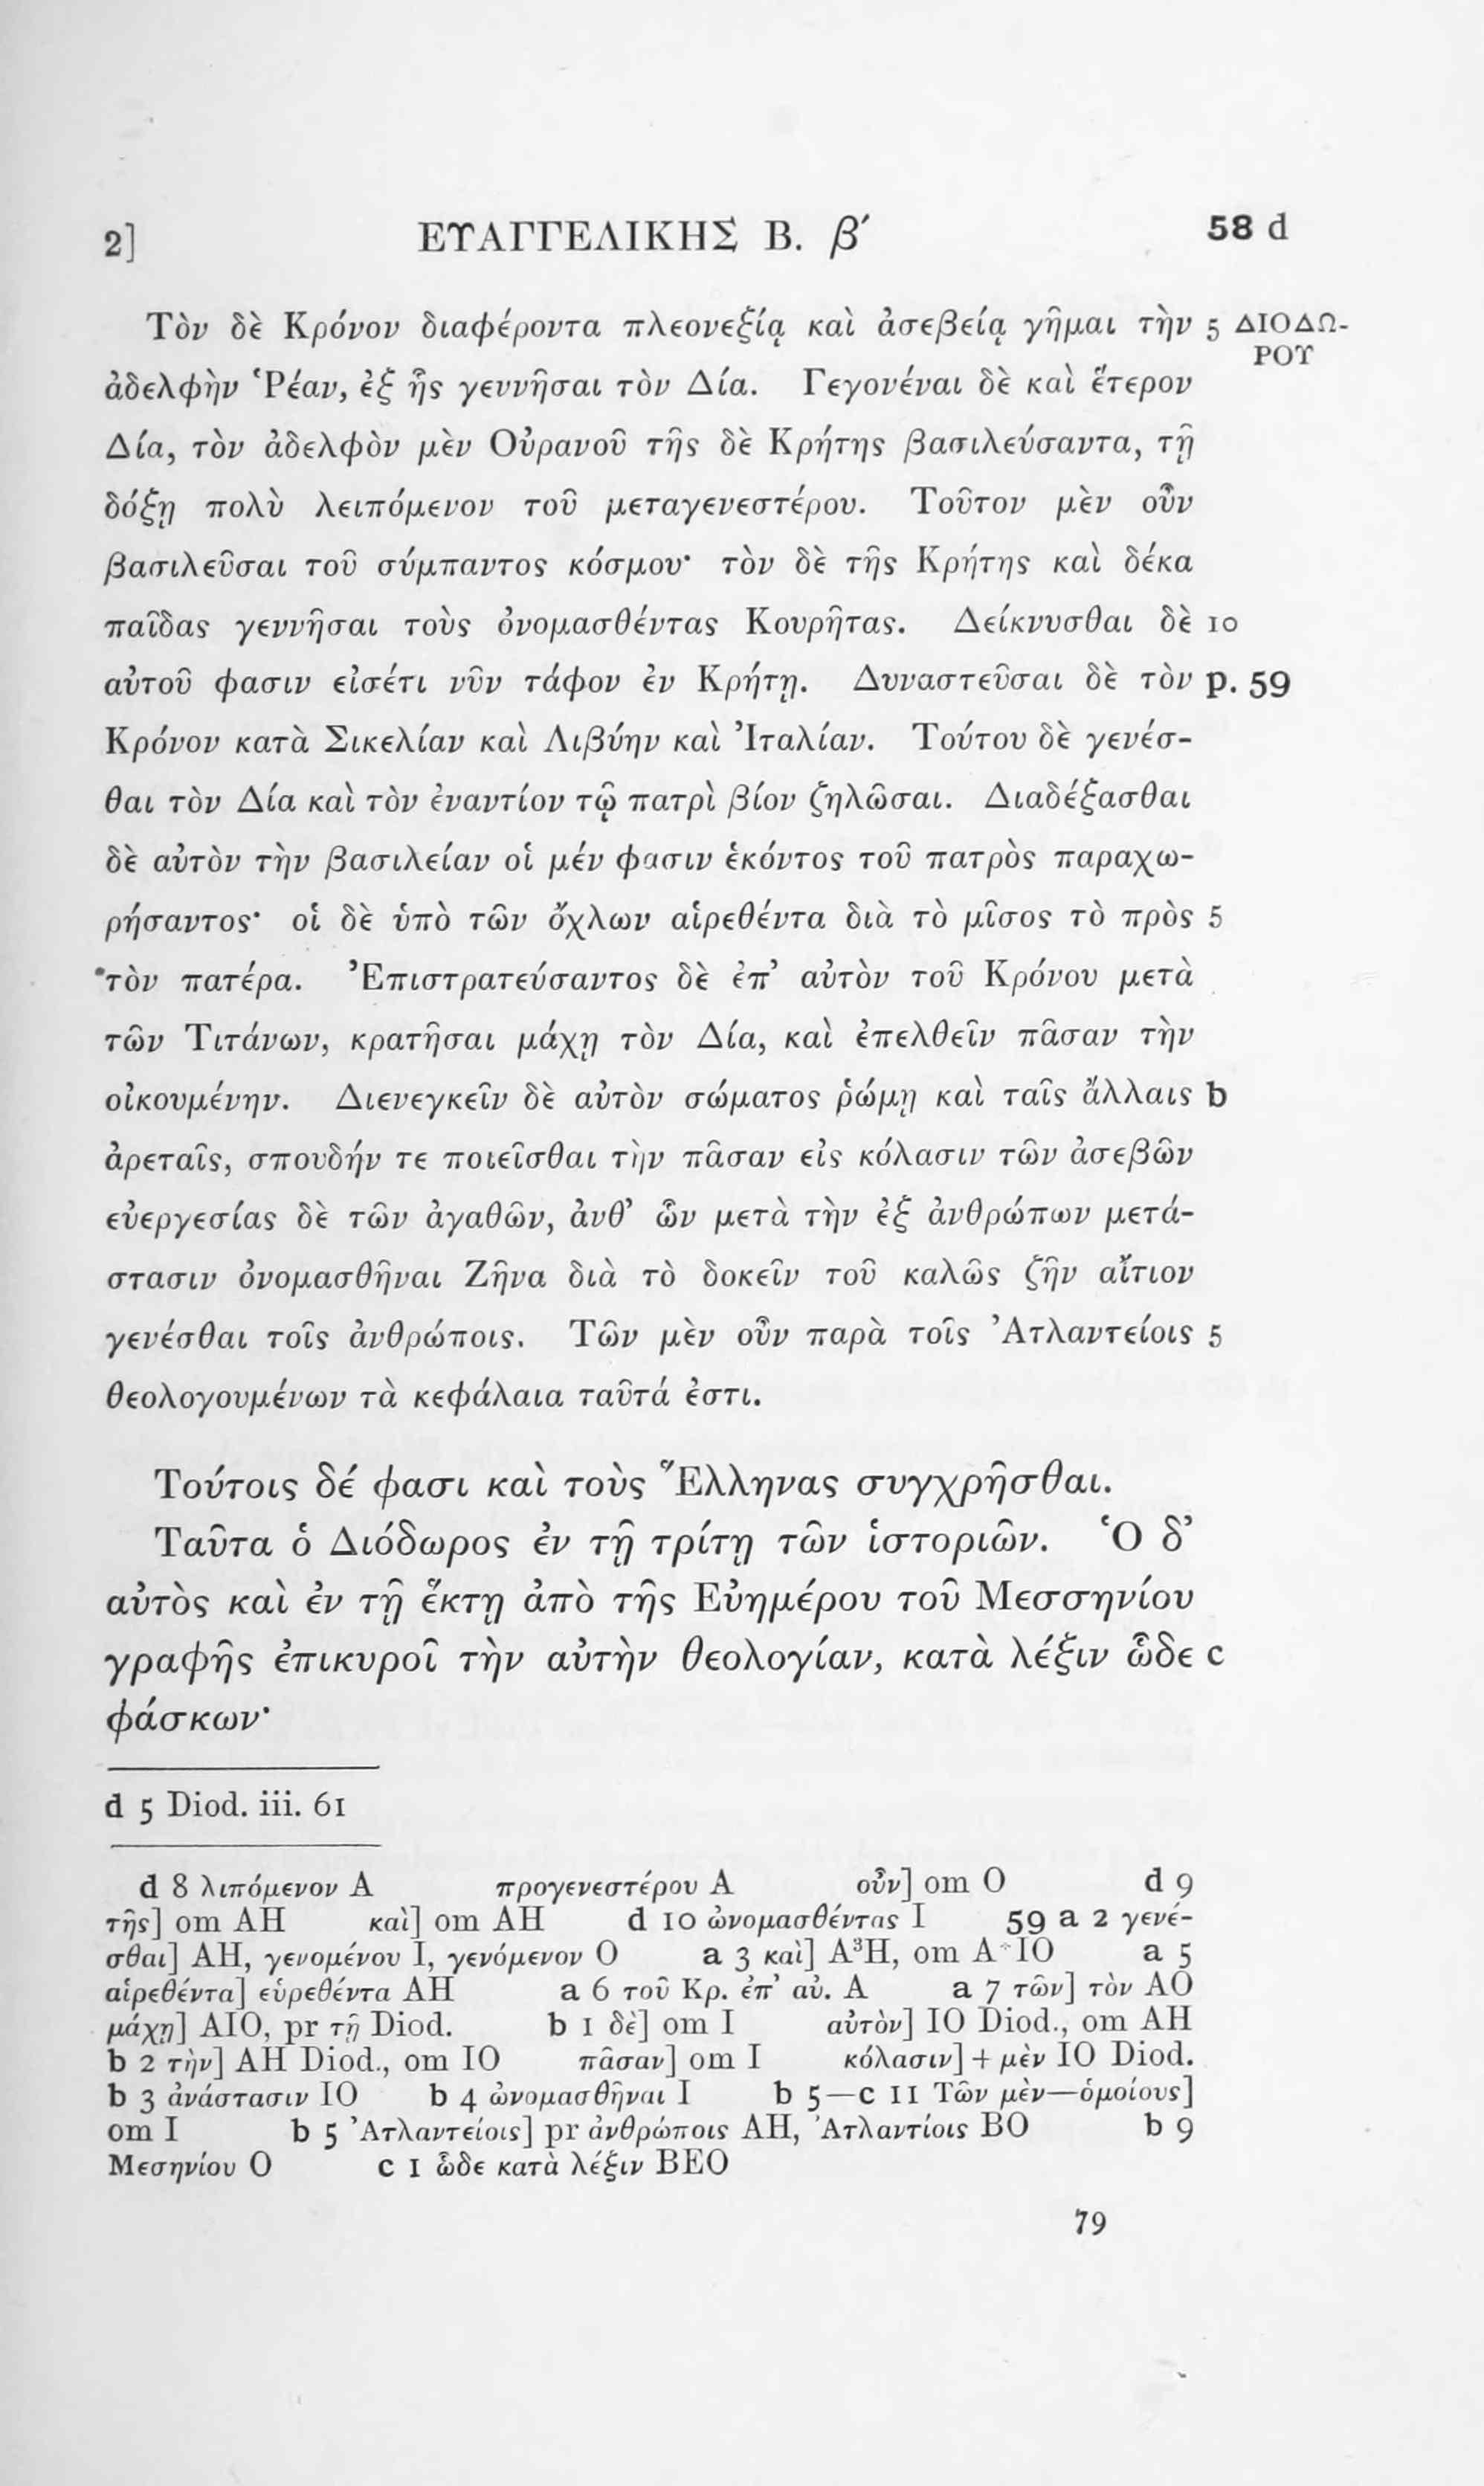 2] ΕΥΑΓΓΕΛΙΚΗΣ Β. β′ 58 d
Τὸν δὲ Κρόνον διαφέροντα πλεονεξίᾳ καὶ ἀσεβείᾳ γῆμαι τὴν 5 ΔΙΟΔΩ-
ΡΟΥ
ἀδελφὴν Ῥέαν, ἐξ ἧς γεννῆσαι τὸν Δία. Γεγονέναι δὲ καὶ ἕτερον
Δία, τὸν ἀδελφὸν μὲν Οὐρανοῦ τῆς δὲ Κρήτης βασιλεύσαντα, τῇ
δόξῃ πολὺ λειπόμενον τοῦ μεταγενεστέρου. Τοῦτον μὲν οὖν
βασιλεῦσαι τοῦ σύμπαντος κόσμου· τὸν δὲ τῆς Κρήτης καὶ δέκα
παῖδας γεννῆσαι τοὺς ὀνομασθέντας Κουρῆτας. Δείκνυσθαι δὲ 10
αὐτοῦ φασιν εἰσέτι νῦν τάφον ἐν Κρήτῃ. Δυναστεῦσαι δὲ τὸν p. 59
Κρόνον κατὰ Σικελίαν καὶ Λιβύην καὶ Ἰταλίαν. Τούτου δὲ γενέσ-
θαι τὸν Δία καὶ τὸν ἐναντίον τῷ πατρὶ βίον ζηλῶσαι. Διαδέξασθαι
δὲ αὐτὸν τὴν βασιλείαν οἱ μέν φασιν ἑκόντος τοῦ πατρὸς παραχω-
ρήσαντος· οἱ δὲ ὑπὸ τῶν ὄχλων αἱρεθέντα διὰ τὸ μῖσος τὸ πρὸς 5
τὸν πατέρα. Ἐπιστρατεύσαντος δὲ ἐπ’ αὐτὸν τοῦ Κρόνου μετὰ
τῶν Τιτάνων, κρατῆσαι μάχῃ τὸν Δία, καὶ ἐπελθεῖν πᾶσαν τὴν
οἰκουμένην. Διενεγκεῖν δὲ αὐτὸν σώματος ῥώμῃ καὶ ταῖς ἄλλαις b
ἀρεταῖς, σπουδήν τε ποιεῖσθαι τὴν πᾶσαν εἰς κόλασιν τῶν ἀσεβῶν
εὐεργεσίας δὲ τῶν ἀγαθῶν, ἀνθ’ ὧν μετὰ τὴν ἐξ ἀνθρώπων μετά-
στασιν ὀνομασθῆναι Ζῆνα διὰ τὸ δοκεῖν τοῦ καλῶς ζῆν αἴτιον
γενέσθαι τοῖς ἀνθρώποις. Τῶν μὲν οὖν παρὰ τοῖς Ἀτλαντείοις 5
θεολογουμένων τὰ κεφάλαια ταῦτά ἐστι.
Τούτοις δέ φασι καὶ τοὺς Ἕλληνας συγχρῆσθαι.
Ταῦτα ὁ Διόδωρος ἐν τῇ τρίτῃ τῶν ἱστοριῶν. Ὁ δ’
αὐτὸς καὶ ἐν τῇ ἕκτῃ ἀπὸ τῆς Εὐημέρου τοῦ Μεσσηνίου
γραφῆς ἐπικυροῖ τὴν αὐτὴν θεολογίαν, κατὰ λέξιν ὧδε c
φάσκων·
d 5 Diod. iii. 61
d 8 λιπόμενον A προγενεστέρου A οὖν] om O d 9
τῆς] om AH καὶ] om AH d 10 ὠνομασθέντας I 59 a 2 γενέ-
σθαι] AH, γενομένου I, γενόμενον O a 3 καὶ] A³H, om A*IO a 5
αἱρεθέντα] εὑρεθέντα AH a 6 τοῦ Κρ. ἐπ’ αὐ. A a 7 τῶν] τὸν AO
μάχῃ] AIO, pr τῇ Diod. b 1 δὲ] om I αὐτὸν] IO Diod., om AH
b 2 τὴν] AH Diod., om IO πᾶσαν] om I κόλασιν] + μὲν IO Diod.
b 3 ἀνάστασιν IO b 4 ὠνομασθῆναι I b 5—c 11 Τῶν μὲν—ὁμοίους]
om I b 5 Ἀτλαντείοις] pr ἀνθρώποις AH, Ἀτλαντίοις BO b 9
Μεσηνίου O c 1 ὧδε κατὰ λέξιν BEO
79